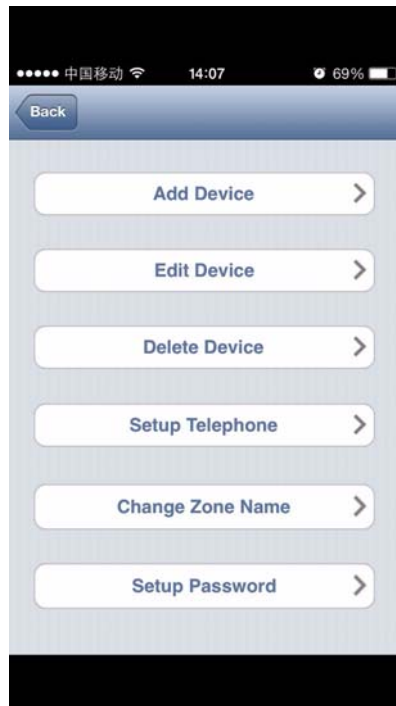 中国移动 14:07 69%
Back
Add Device
Edit Device
Delete Device
Setup Telephone
Change Zone Name
Setup Password